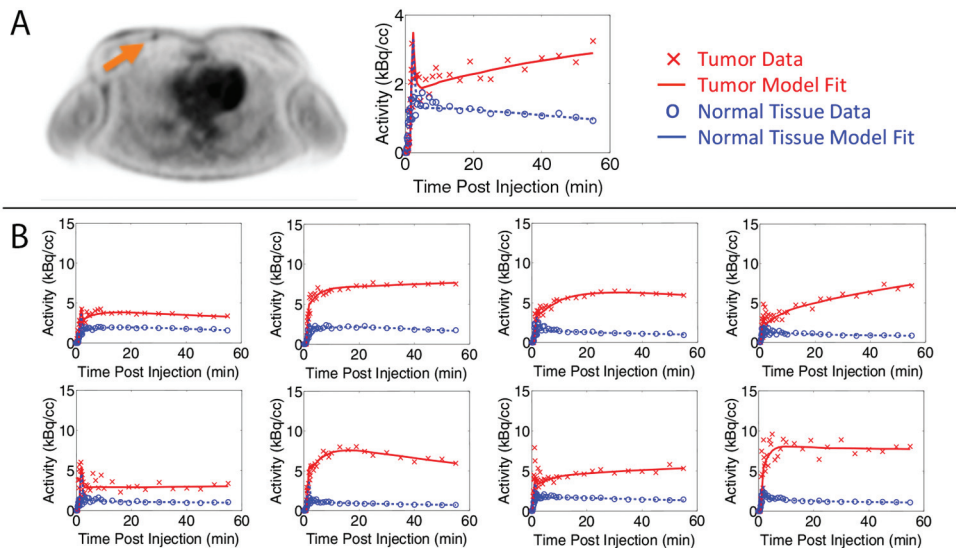 A
Activity (kBq/cc)
4
2
0
0 20 40 60
Time Post Injection (min)
Tumor Data
Tumor Model Fit
Normal Tissue Data
Normal Tissue Model Fit
B
Activity (kBq/cc)
15
10
5
0
0 20 40 60
Time Post Injection (min)
Activity (kBq/cc)
15
10
5
0
0 20 40 60
Time Post Injection (min)
Activity (kBq/cc)
15
10
5
0
0 20 40 60
Time Post Injection (min)
Activity (kBq/cc)
15
10
5
0
0 20 40 60
Time Post Injection (min)
Activity (kBq/cc)
15
10
5
0
0 20 40 60
Time Post Injection (min)
Activity (kBq/cc)
15
10
5
0
0 20 40 60
Time Post Injection (min)
Activity (kBq/cc)
15
10
5
0
0 20 40 60
Time Post Injection (min)
Activity (kBq/cc)
15
10
5
0
0 20 40 60
Time Post Injection (min)